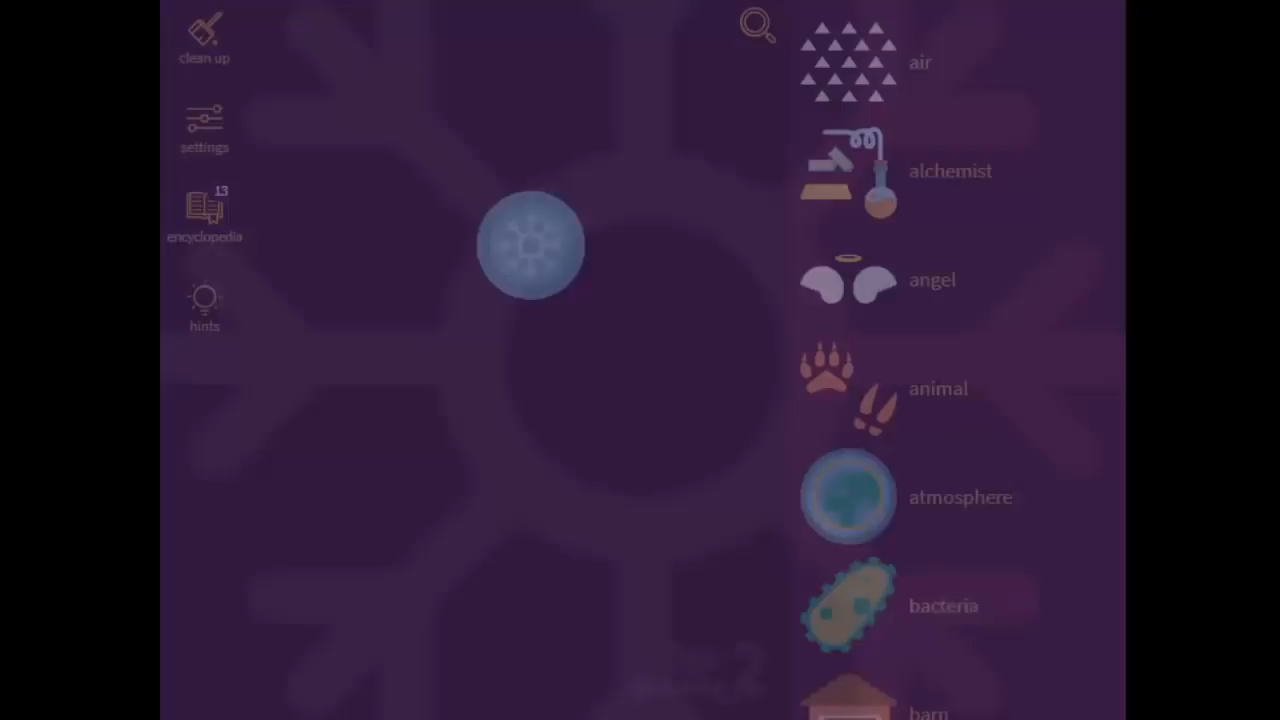 clean up
settings
13
encyclopedia
hints
air
alchemist
angel
animal
atmosphere
bacteria
barn